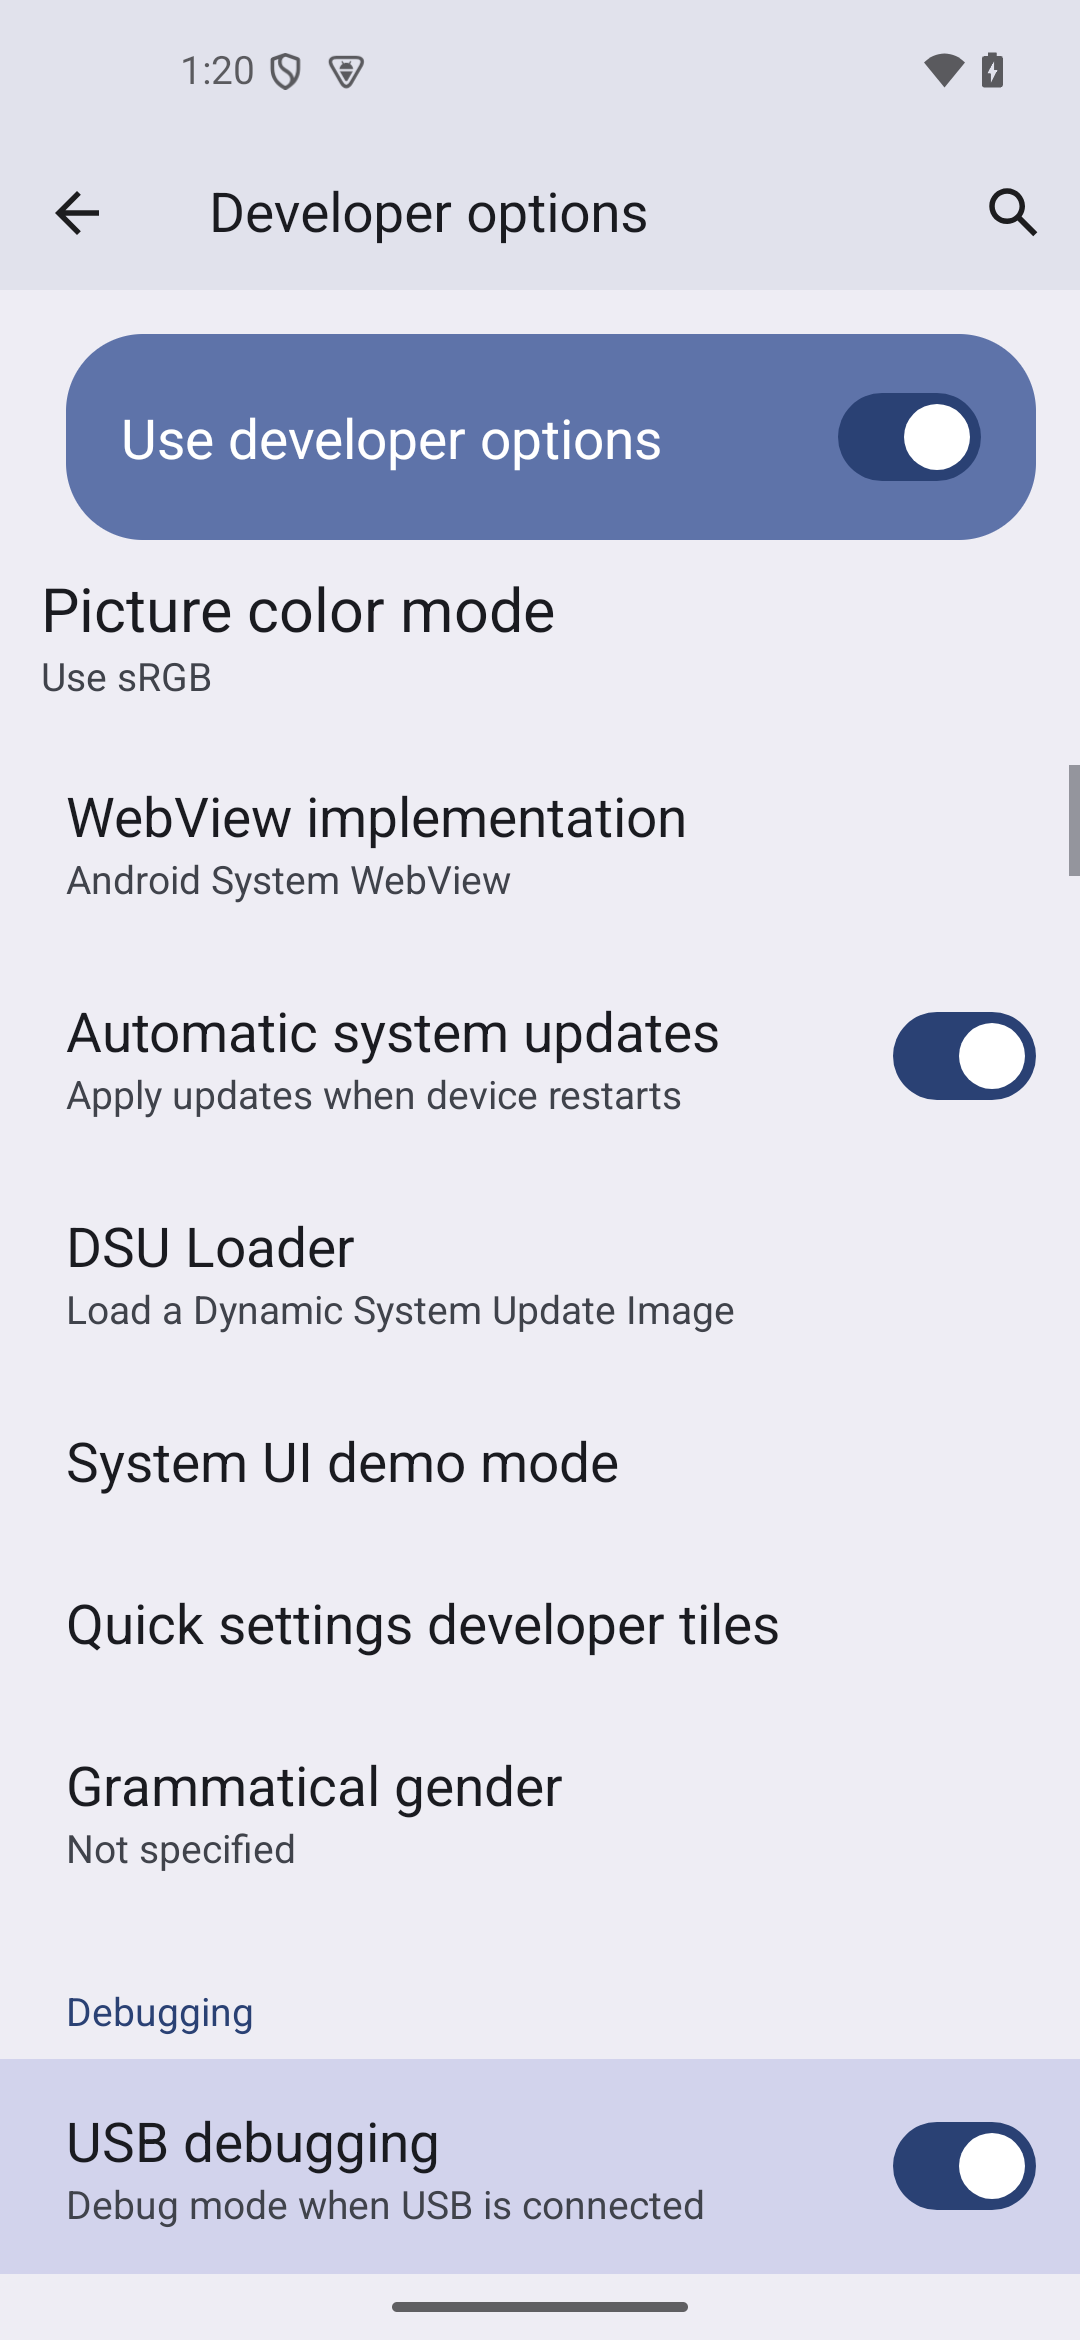 1:20
Developer options
Use developer options
Picture color mode
Use sRGB
WebView implementation
Android System WebView
Automatic system updates
Apply updates when device restarts
DSU Loader
Load a Dynamic System Update Image
System UI demo mode
Quick settings developer tiles
Grammatical gender
Not specified
Debugging
USB debugging
Debug mode when USB is connected